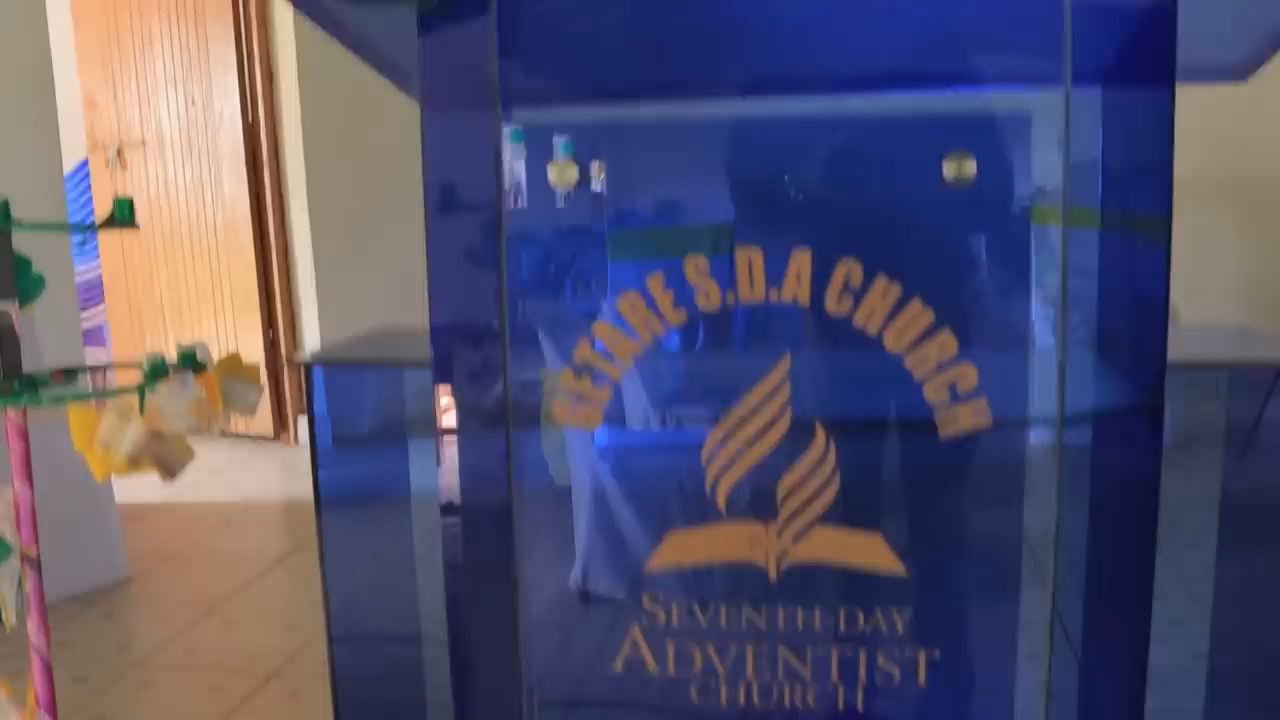 GETARE S.D.A CHURCH
SEVENTH-DAY
ADVENTIST
CHURCH